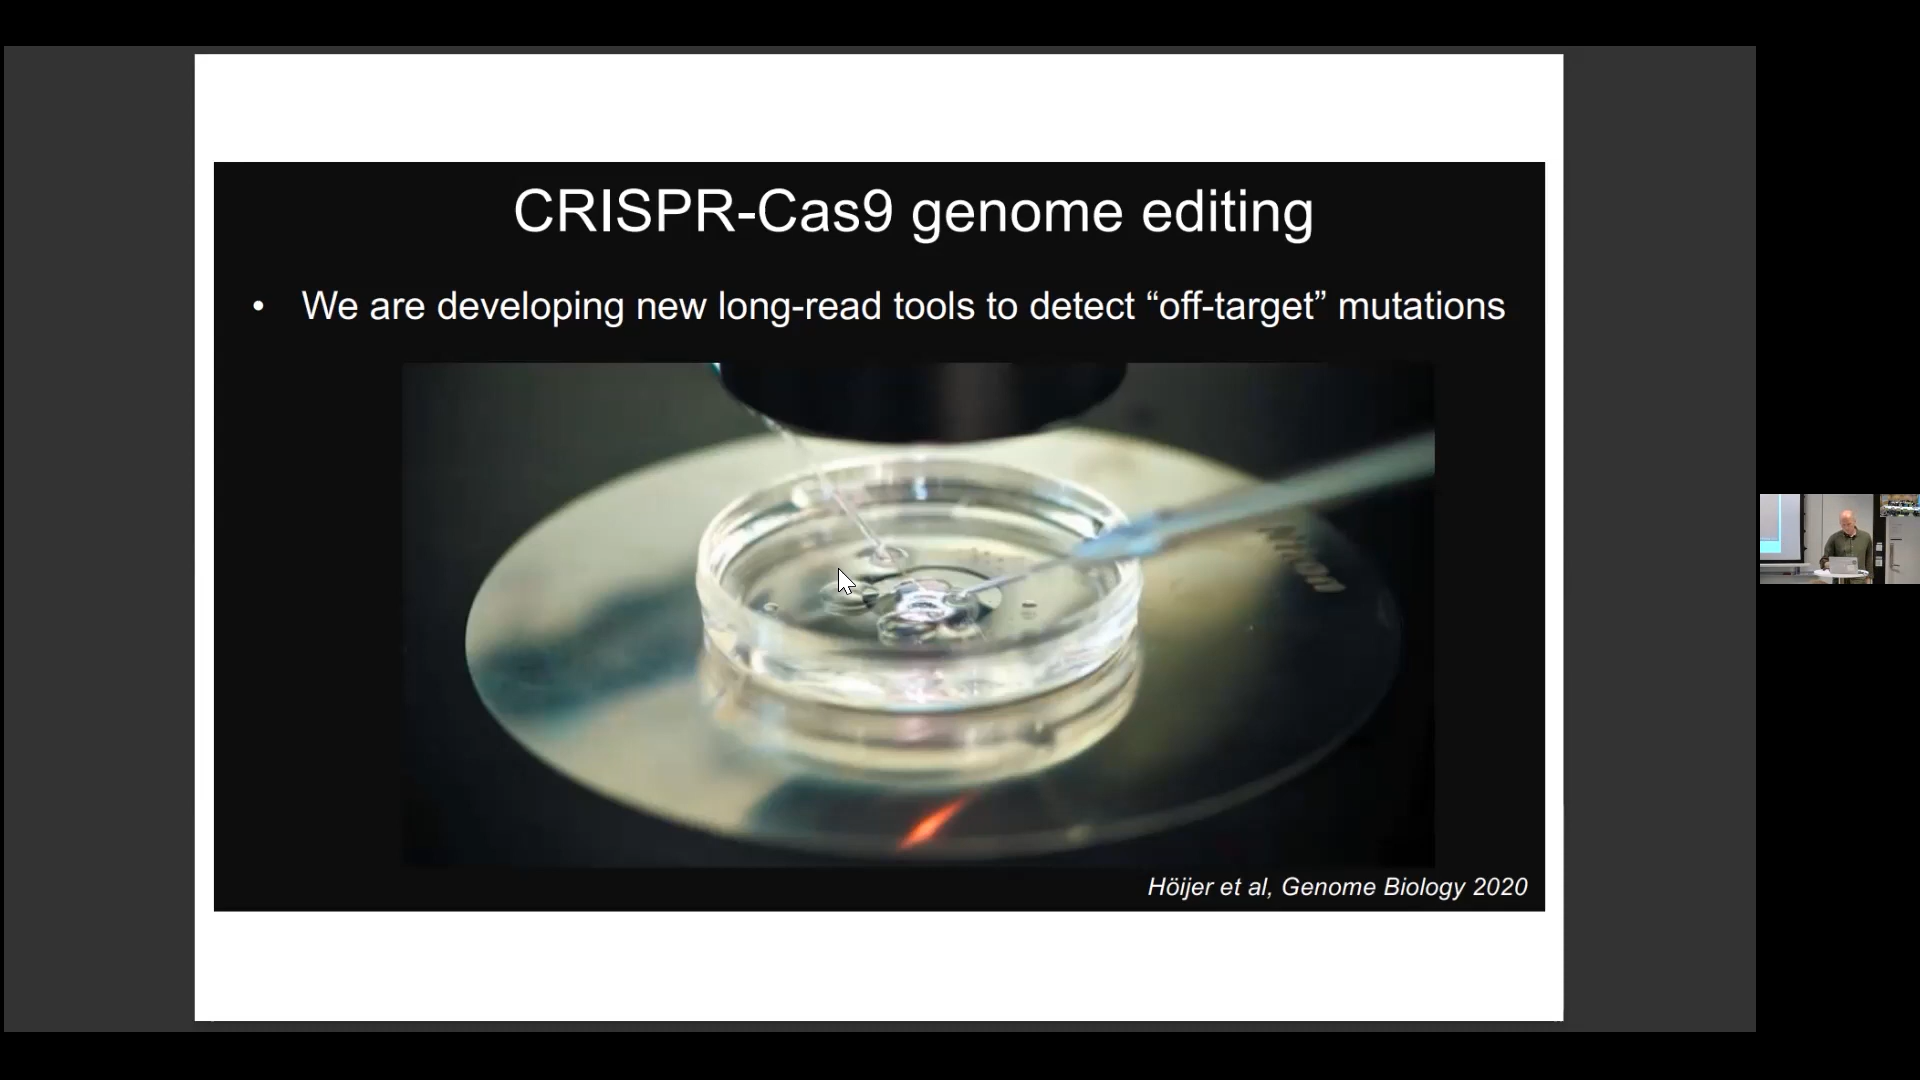 CRISPR-Cas9 genome editing
• We are developing new long-read tools to detect “off-target” mutations
Nikon
Höijer et al, Genome Biology 2020